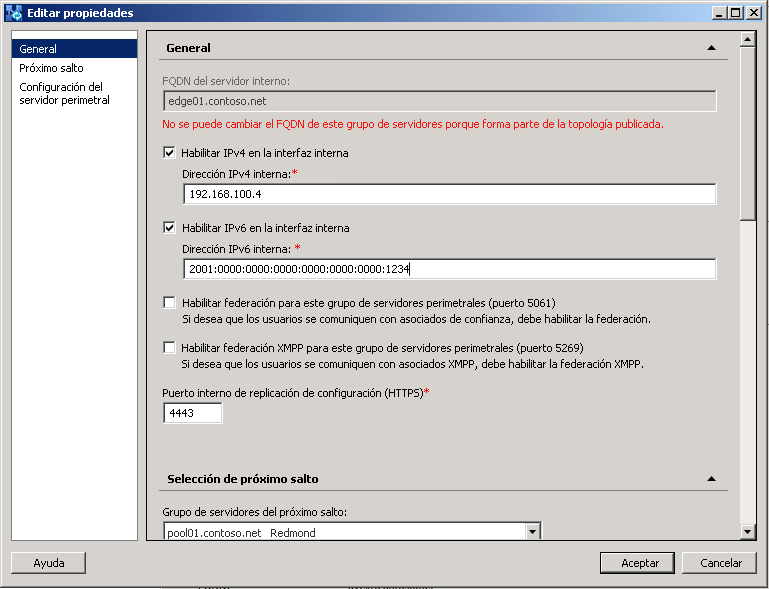 Editar propiedades
General
Próximo salto
Configuración del
servidor perimetral
General
FQDN del servidor interno:
edge01.contoso.net
No se puede cambiar el FQDN de este grupo de servidores porque forma parte de la topología publicada.
Habilitar IPv4 en la interfaz interna
Dirección IPv4 interna:*
192.168.100.4
Habilitar IPv6 en la interfaz interna
Dirección IPv6 interna: *
2001:0000:0000:0000:0000:0000:0000:1234
Habilitar federación para este grupo de servidores perimetrales (puerto 5061)
Si desea que los usuarios se comuniquen con asociados de confianza, debe habilitar la federación.
Habilitar federación XMPP para este grupo de servidores perimetrales (puerto 5269)
Si desea que los usuarios se comuniquen con asociados XMPP, debe habilitar la federación XMPP.
Puerto interno de replicación de configuración (HTTPS)*
4443
Selección de próximo salto
Grupo de servidores del próximo salto:
pool01.contoso.net Redmond
Ayuda
Aceptar
Cancelar